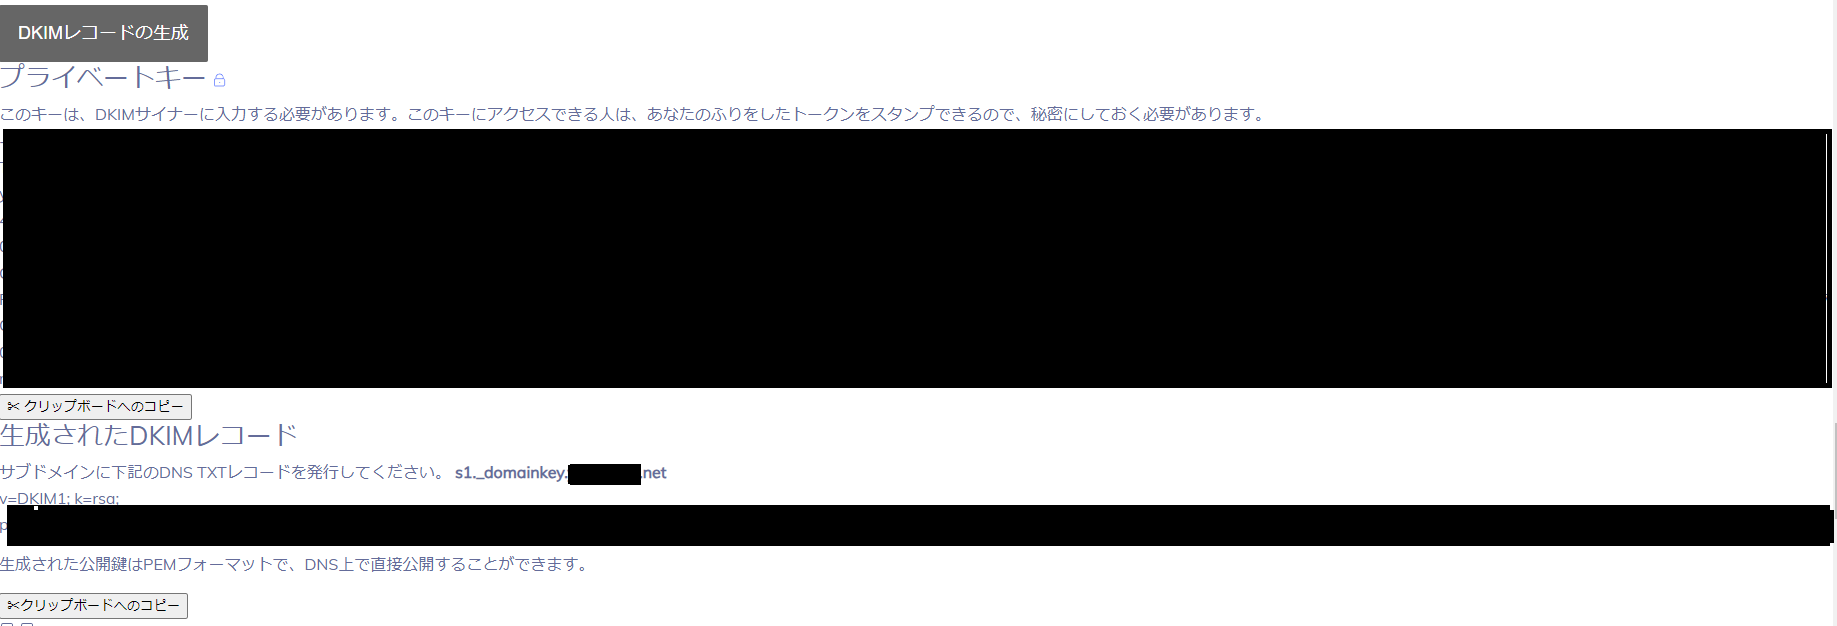 DKIMレコードの生成
プライベートキー
このキーは、DKIMサイナーに入力する必要があります。このキーにアクセスできる人は、あなたのふりをしたトークンをスタンプできるので、秘密にしておく必要があります。
クリップボードへのコピー
生成されたDKIMレコード
サブドメインに下記のDNS TXTレコードを発行してください。 s1._domainkey. .net
v=DKIM1; k=rsa;
p
生成された公開鍵はPEMフォーマットで、DNS上で直接公開することができます。
クリップボードへのコピー